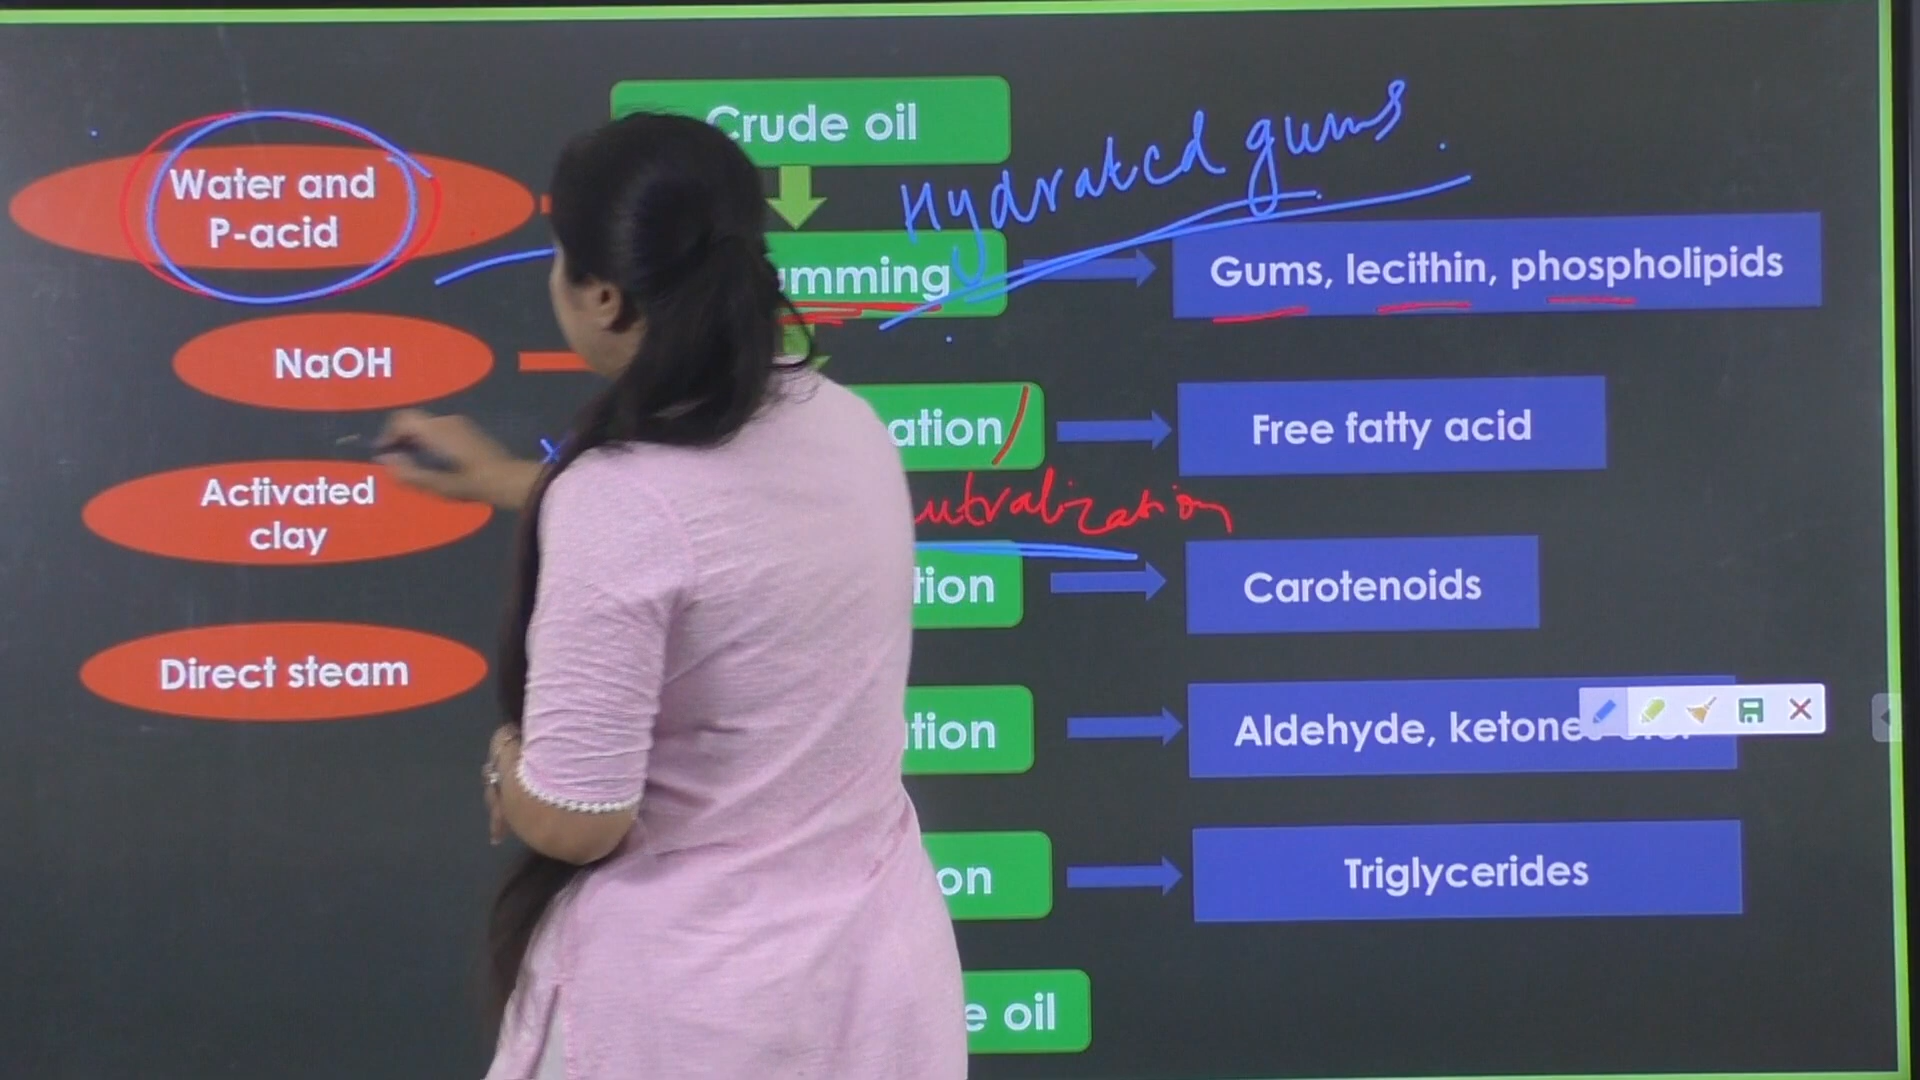 Crude oil
Hydrated gums.
Water and
P-acid
umming
Gums, lecithin, phospholipids
NaOH
ation
Free fatty acid
utralization
Activated
clay
tion
Carotenoids
Direct steam
ation
Aldehyde, ketone
on
Triglycerides
e oil